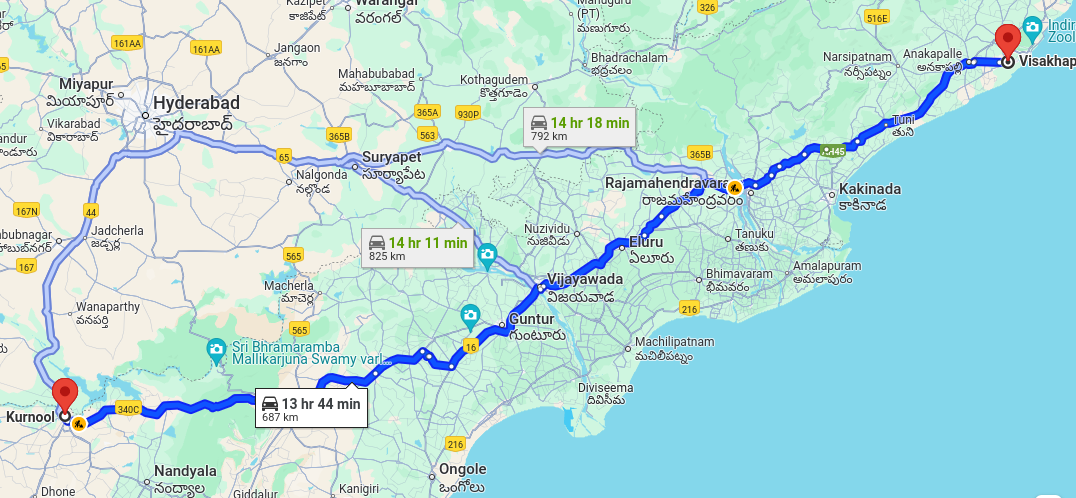 Kazipet
కాజీపేట్
Warangal
వరంగల్
Manuguru
(PT)
మణుగూరు
326
516E
Indir
Zool
161AA
161AA
Jangaon
జనగాం
Bhadrachalam
భద్రాచలం
Narsipatnam
నర్సీపట్నం
Anakapalle
అనకాపల్లి
Visakhap
Miyapur
మియాపూర్
Mahabubabad
మహబూబాబాద్
Kothagudem
కొత్తగూడెం
Hyderabad
హైదరాబాద్
365A
930P
Vikarabad
వికారాబాద్
365B
563
14 hr 18 min
792 km
Tuni
తుని
65
Suryapet
సూర్యాపేట
365B
Nalgonda
నల్గొండ
Rajamahendravaram
రాజమహేంద్రవరం
Kakinada
కాకినాడ
167N
44
Jadcherla
జడ్చర్ల
14 hr 11 min
825 km
Nuzividu
నుజివీడు
Tanuku
తణుకు
Eluru
ఏలూరు
167
565
Macherla
మాచెర్ల
Vijayawada
విజయవాడ
Bhimavaram
భీమవరం
Amalapuram
అమలాపురం
Wanaparthy
వనపర్తి
565
Guntur
గుంటూరు
216
Sri Bhramaramba
Mallikarjuna Swamy varl...
16
Machilipatnam
మచిలీపట్నం
Kurnool
340C
13 hr 44 min
687 km
Diviseema
దివిసీమ
216
Nandyala
నంద్యాల
Ongole
ఒంగోలు
Dhone
Giddalur
Kanigiri